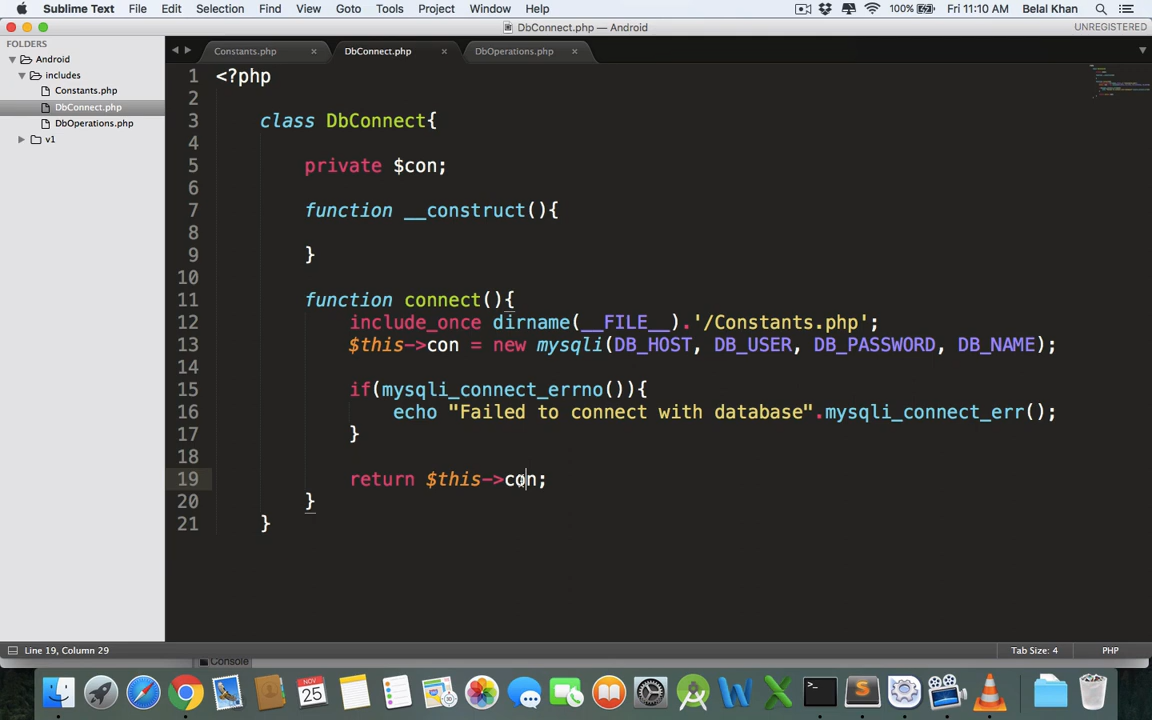 Sublime Text File Edit Selection Find View Goto Tools Project Window Help 100% Fri 11:10 AM Belal Khan
DbConnect.php — Android
UNREGISTERED
FOLDERS
Android
includes
Constants.php
DbConnect.php
DbOperations.php
v1
Constants.php × DbConnect.php × DbOperations.php ×
1 <?php
2
3 class DbConnect{
4
5 private $con;
6
7 function __construct(){
8
9 }
10
11 function connect(){
12 include_once dirname(__FILE__).'/Constants.php';
13 $this->con = new mysqli(DB_HOST, DB_USER, DB_PASSWORD, DB_NAME);
14
15 if(mysqli_connect_errno()){
16 echo "Failed to connect with database".mysqli_connect_err();
17 }
18
19 return $this->con;
20 }
21 }
Line 19, Column 29 Tab Size: 4 PHP
Console
NOV
25